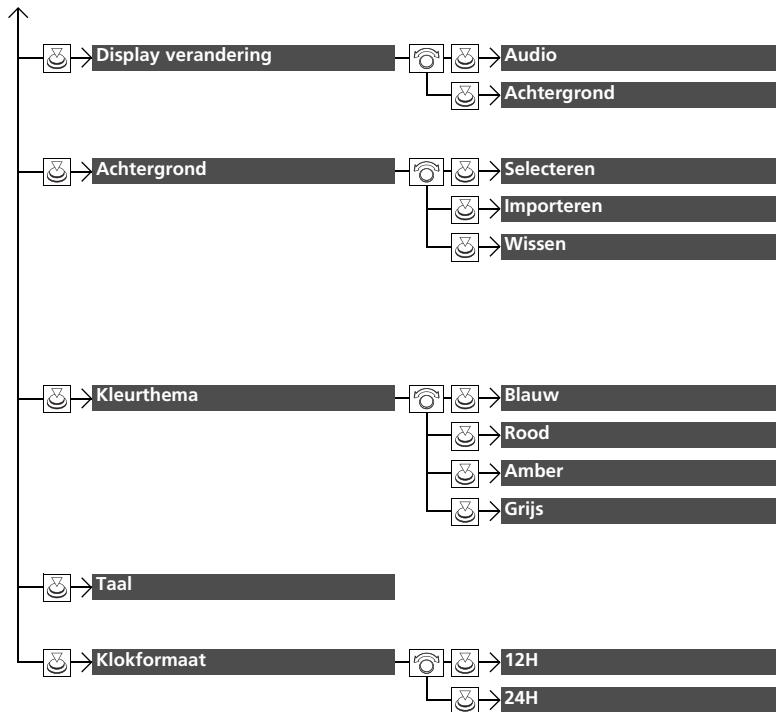 Display verandering
Audio
Achtergrond
Achtergrond
Selecteren
Importeren
Wissen
Kleurthema
Blauw
Rood
Amber
Grijs
Taal
Klokformaat
12H
24H